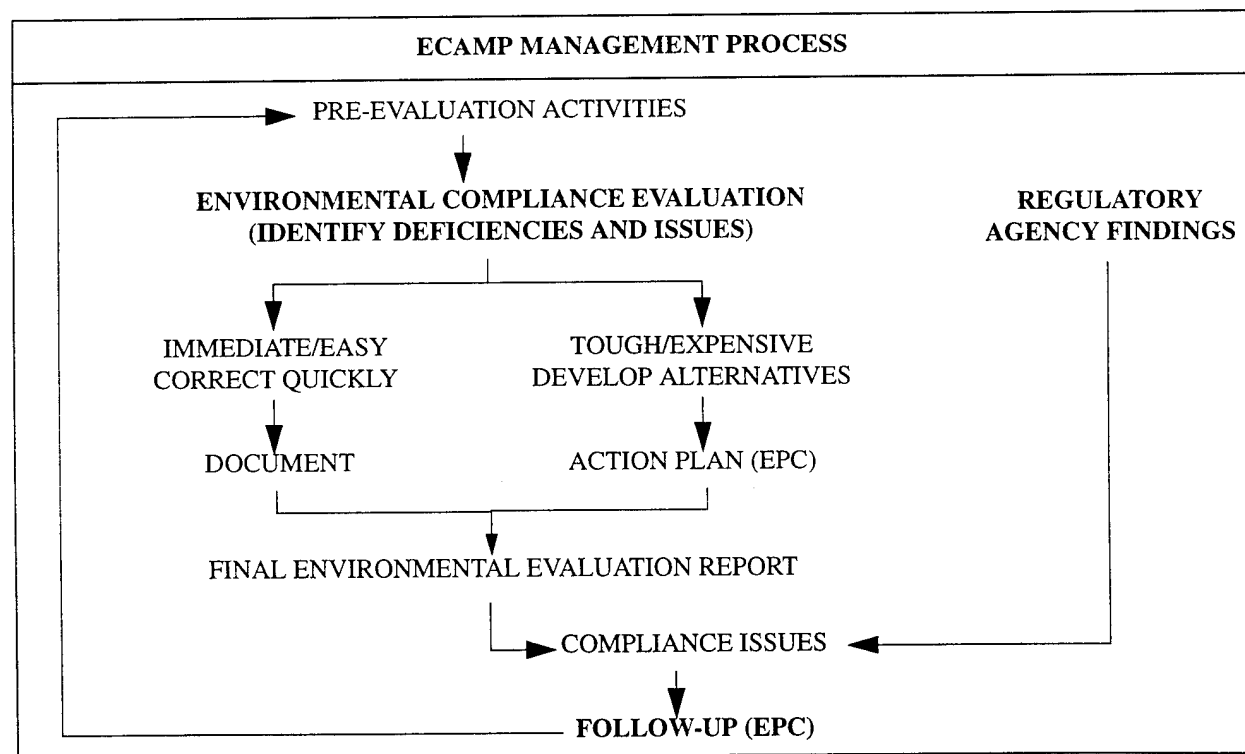 ECAMP MANAGEMENT PROCESS
PRE-EVALUATION ACTIVITIES
ENVIRONMENTAL COMPLIANCE EVALUATION
(IDENTIFY DEFICIENCIES AND ISSUES)
REGULATORY
AGENCY FINDINGS
IMMEDIATE/EASY
CORRECT QUICKLY
TOUGH/EXPENSIVE
DEVELOP ALTERNATIVES
DOCUMENT
ACTION PLAN (EPC)
FINAL ENVIRONMENTAL EVALUATION REPORT
COMPLIANCE ISSUES
FOLLOW-UP (EPC)